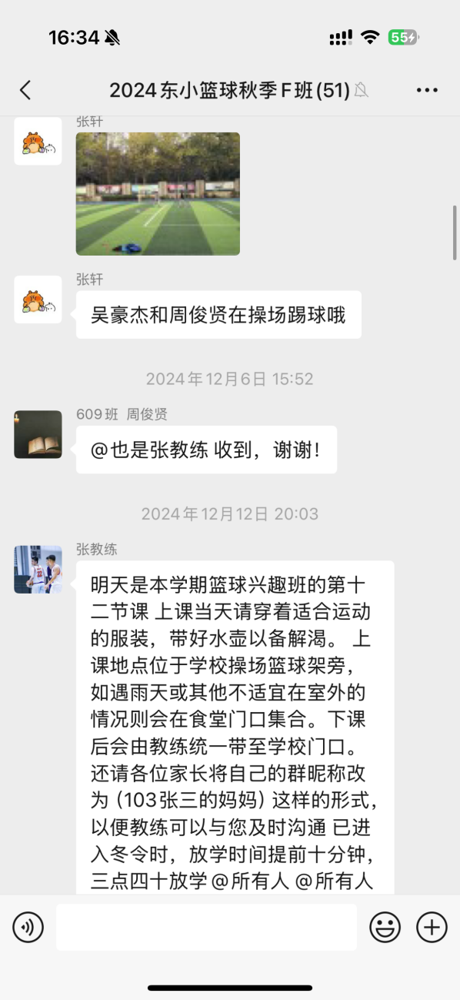 16:34
55
2024东小篮球秋季F班(51)
张轩
张轩
吴豪杰和周俊贤在操场踢球哦
2024年12月6日 15:52
609班 周俊贤
@也是张教练 收到，谢谢！
2024年12月12日 20:03
张教练
明天是本学期篮球兴趣班的第十
二节课 上课当天请穿着适合运动
的服装，带好水壶以备解渴。 上
课地点位于学校操场篮球架旁，
如遇雨天或其他不适宜在室外的
情况则会在食堂门口集合。下课
后会由教练统一带至学校门口。
还请各位家长将自己的群昵称改
为（103张三的妈妈）这样的形式，
以便教练可以与您及时沟通 已进
入冬令时，放学时间提前十分钟，
三点四十放学@所有人 @所有人